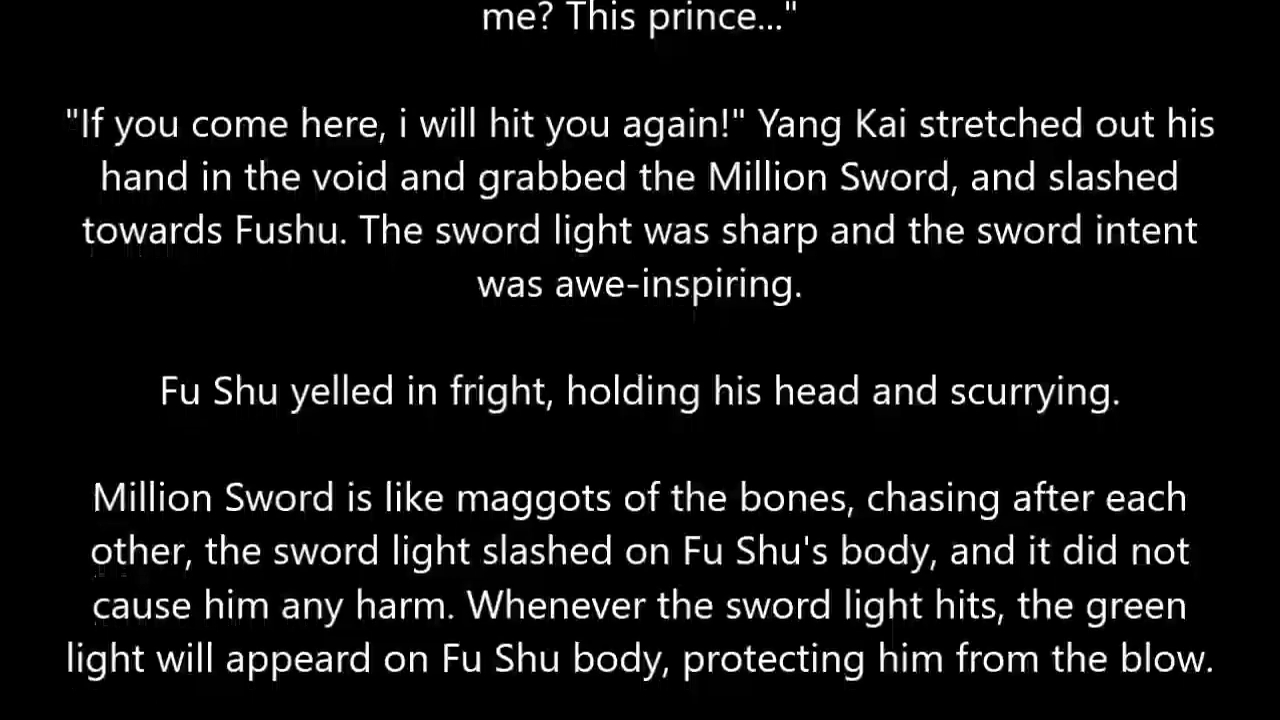 me? This prince..."
"If you come here, i will hit you again!" Yang Kai stretched out his
hand in the void and grabbed the Million Sword, and slashed
towards Fushu. The sword light was sharp and the sword intent
was awe-inspiring.
Fu Shu yelled in fright, holding his head and scurrying.
Million Sword is like maggots of the bones, chasing after each
other, the sword light slashed on Fu Shu's body, and it did not
cause him any harm. Whenever the sword light hits, the green
light will appeard on Fu Shu body, protecting him from the blow.